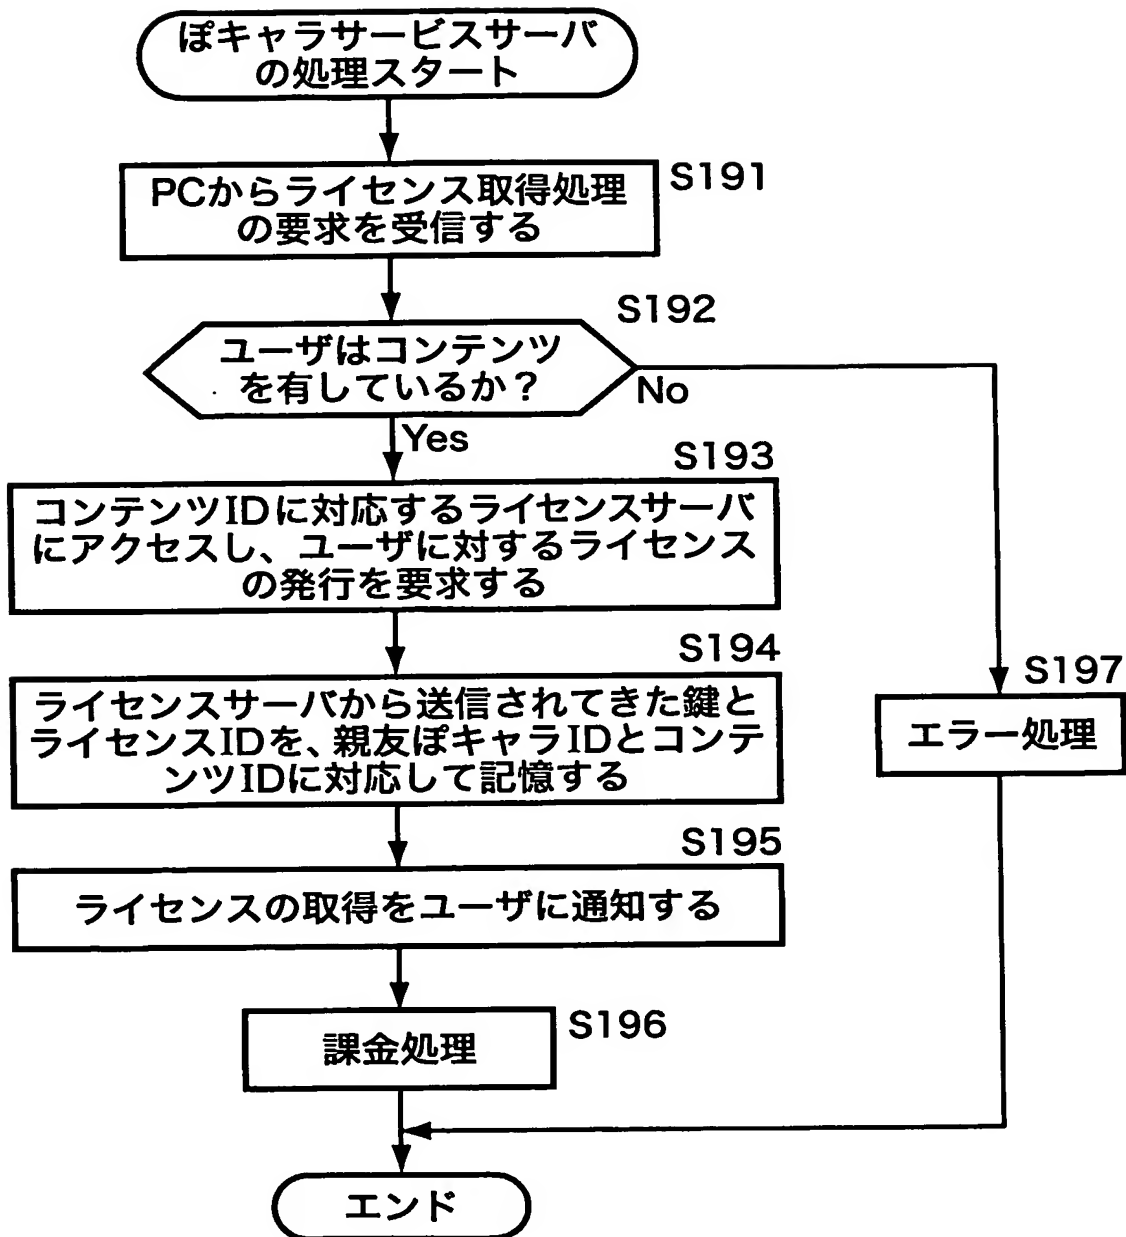 ぽキャラサービスサーバ
の処理スタート
PCからライセンス取得処理
の要求を受信する
S191
S192
ユーザはコンテンツ
を有しているか？
No
Yes
S193
コンテンツIDに対応するライセンスサーバ
にアクセスし、ユーザに対するライセンス
の発行を要求する
S194
ライセンスサーバから送信されてきた鍵と
ライセンスIDを、親友ぽキャラIDとコンテ
ンツIDに対応して記憶する
S197
エラー処理
S195
ライセンスの取得をユーザに通知する
S196
課金処理
エンド